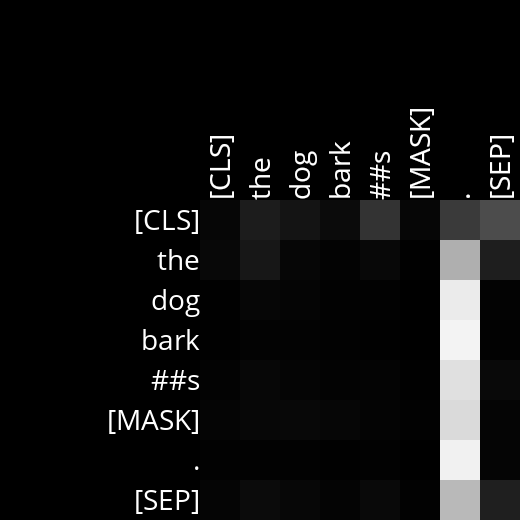 [CLS] the dog bark ##s [MASK] . [SEP]
[CLS]
the
dog
bark
##s
[MASK]
.
[SEP]